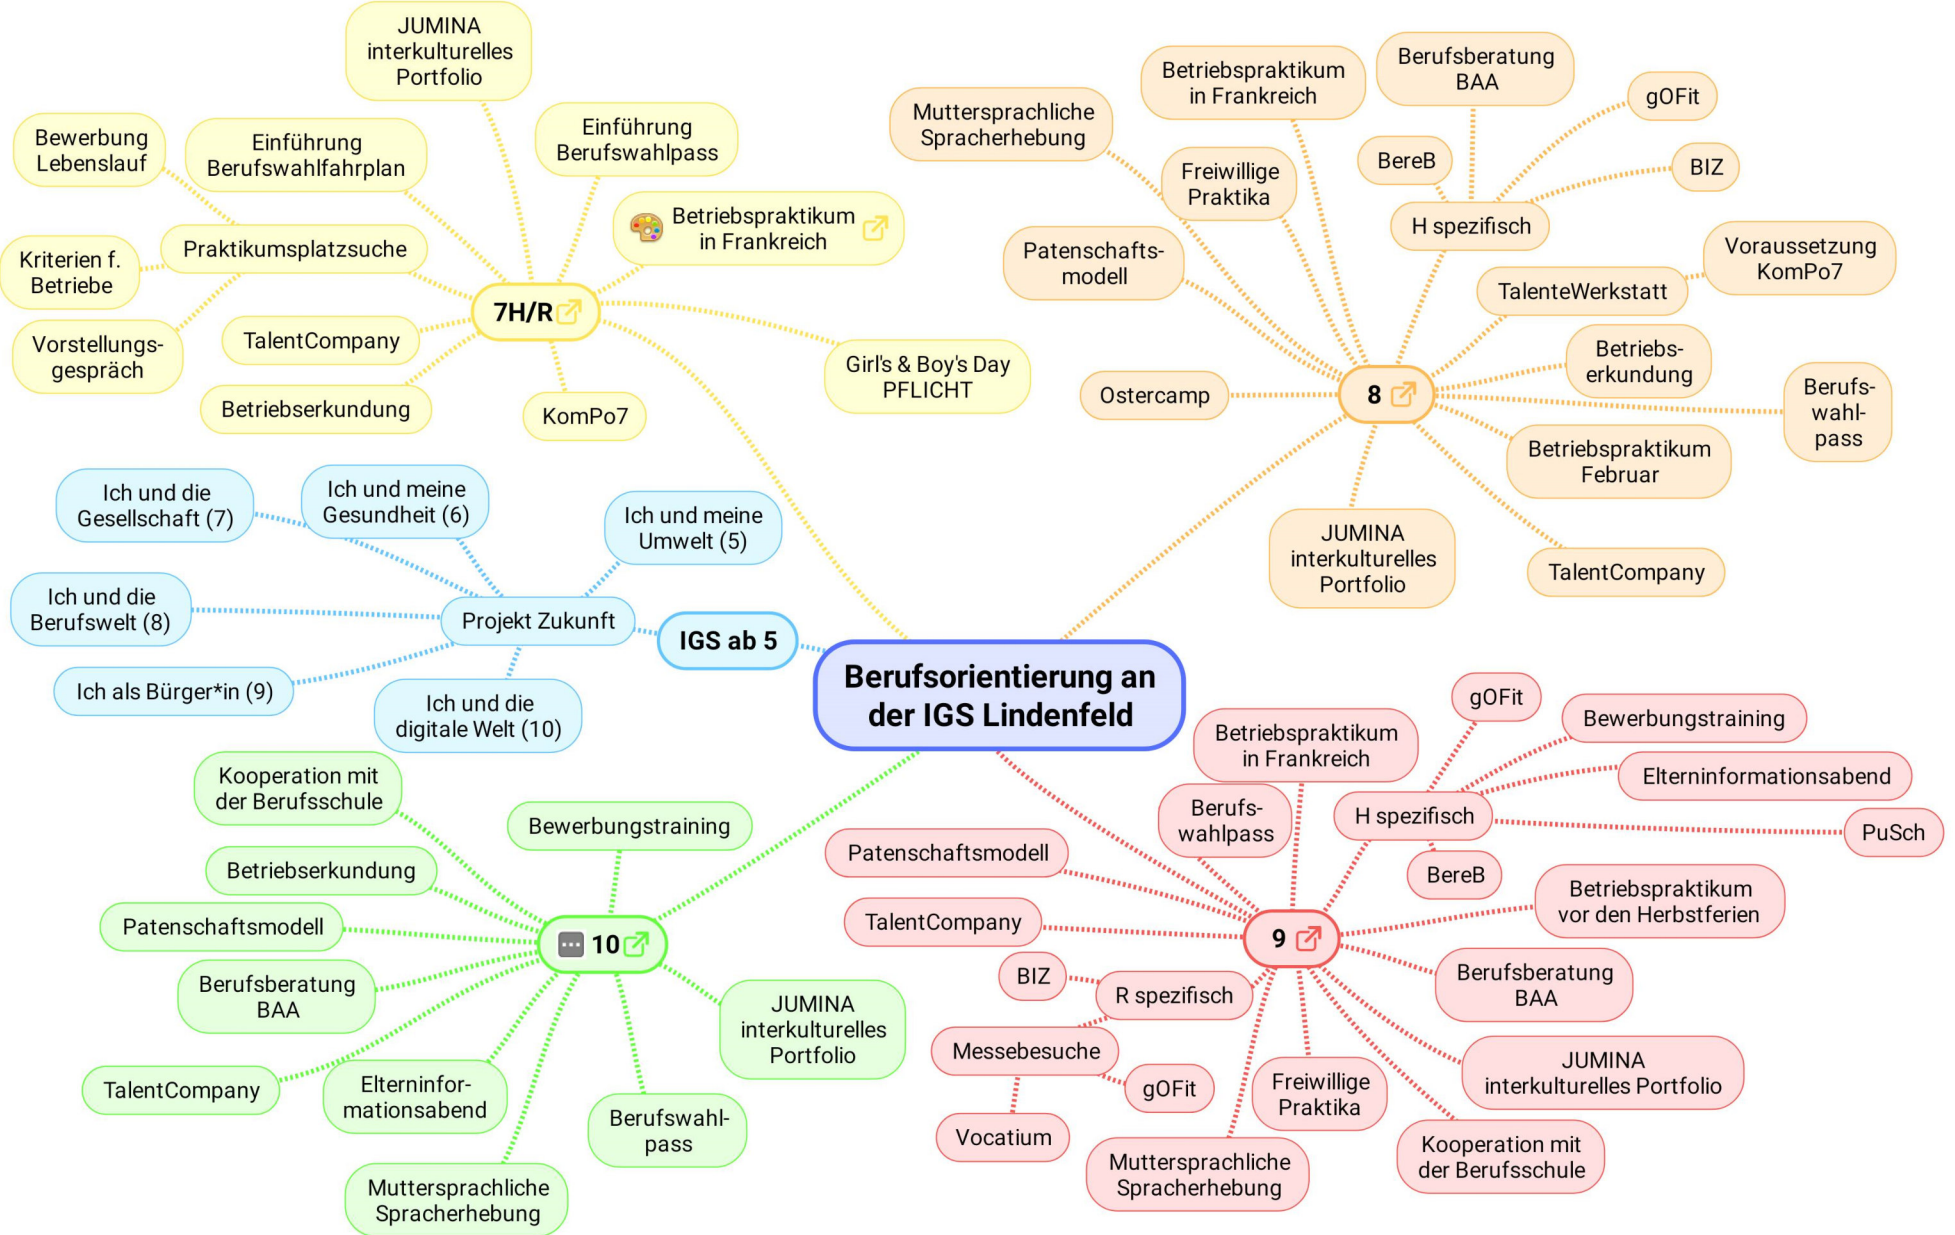 JUMINA
interkulturelles
Portfolio
Bewerbung
Lebenslauf
Einführung
Berufswahlfahrplan
Einführung
Berufswahlpass
Betriebspraktikum
in Frankreich
Praktikumsplatzsuche
Kriterien f.
Betriebe
Vorstellungs-
gespräch
7H/R
TalentCompany
Betriebserkundung
KomPo7
Girl's & Boy's Day
PFLICHT
Muttersprachliche
Spracherhebung
Betriebspraktikum
in Frankreich
Berufsberatung
BAA
gOFit
BereB
BIZ
Freiwillige
Praktika
H spezifisch
Patenschafts-
modell
TalenteWerkstatt
Voraussetzung
KomPo7
Betriebs-
erkundung
Ostercamp
8
Berufs-
wahl-
pass
Betriebspraktikum
Februar
JUMINA
interkulturelles
Portfolio
TalentCompany
Ich und die
Gesellschaft (7)
Ich und meine
Gesundheit (6)
Ich und meine
Umwelt (5)
Ich und die
Berufswelt (8)
Projekt Zukunft
IGS ab 5
Ich als Bürger*in (9)
Ich und die
digitale Welt (10)
Berufsorientierung an
der IGS Lindenfeld
Kooperation mit
der Berufsschule
Bewerbungstraining
Betriebserkundung
Patenschaftsmodell
10
Berufsberatung
BAA
TalentCompany
Elterninfor-
mationsabend
Muttersprachliche
Spracherhebung
Berufswahl-
pass
JUMINA
interkulturelles
Portfolio
Betriebspraktikum
in Frankreich
gOFit
Bewerbungstraining
Elterninformationsabend
Berufs-
wahlpass
H spezifisch
PuSch
BereB
Patenschaftsmodell
TalentCompany
9
Betriebspraktikum
vor den Herbstferien
BIZ
R spezifisch
Berufsberatung
BAA
Messebesuche
gOFit
Vocatium
Freiwillige
Praktika
JUMINA
interkulturelles Portfolio
Muttersprachliche
Spracherhebung
Kooperation mit
der Berufsschule